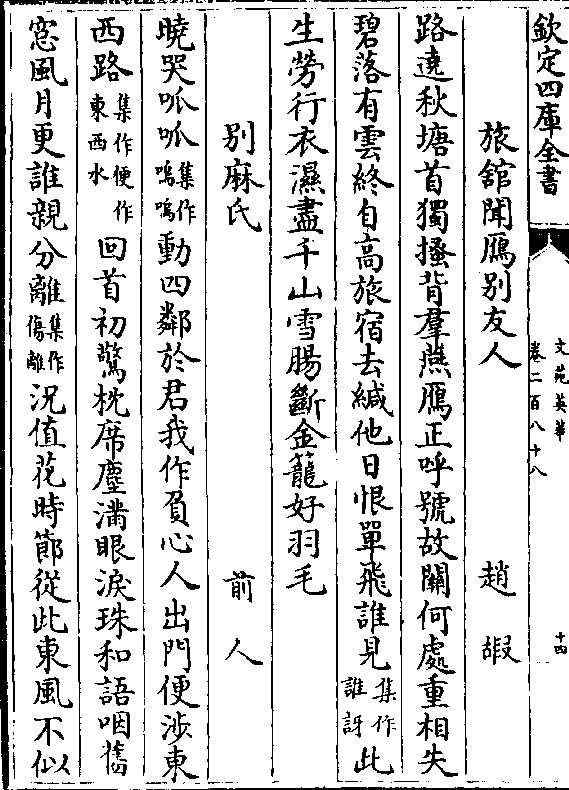 欽定四庫全書
文苑英華
卷二百八十八
十四
旅舘聞鴈別友人　趙嘏
路遶秋塘首獨搔背羣燕鴈正呼號故關何處重相失
碧落有雲終自高旅宿去緘他日恨單飛誰見集作誰訝此
生勞行衣濕盡千山雪腸斷金籠好羽毛
別麻氏　前人
曉哭呱呱集作嗚嗚動四鄰於君我作負心人出門便涉東
西路集作便作東西水回首初驚枕席塵滿眼淚珠和語咽舊
窓風月更誰親分離集作傷離況值花時節從此東風不似